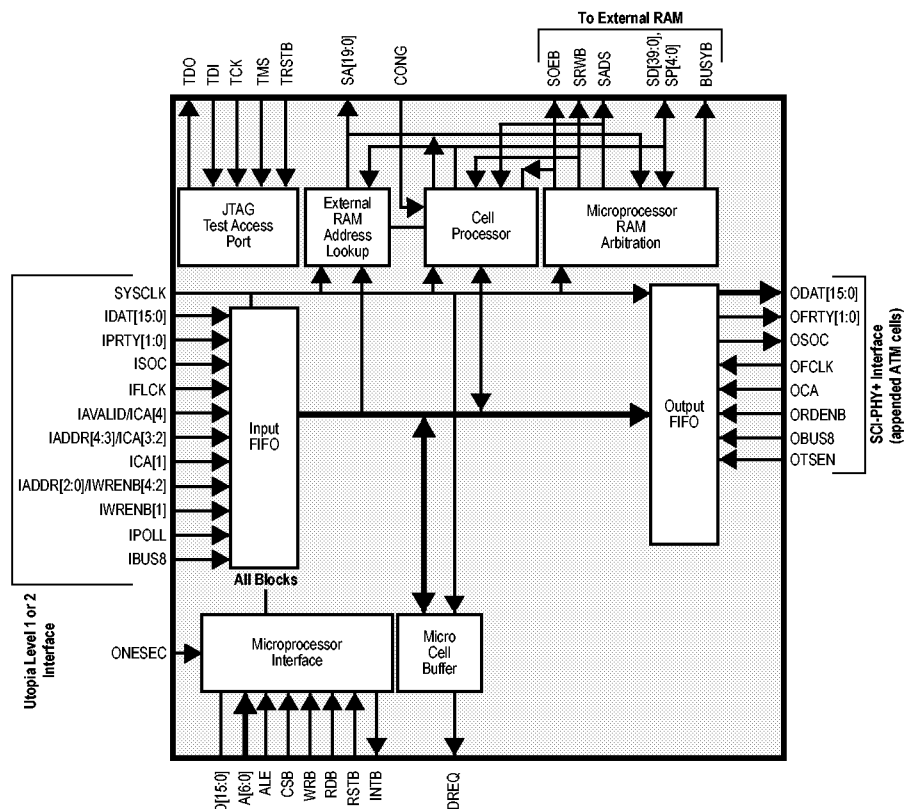 To External RAM
TDO
TDI
TCK
TMS
TRSTB
SA[19:0]
CONG
SOEB
SRWB
SADS
SD[39:0],
SP[4:0]
BUSYB
JTAG
Test Access
Port
External
RAM
Address
Lookup
Cell
Processor
Microprocessor
RAM
Arbitration
SYSCLK
IDAT[15:0]
IPRTY[1:0]
ISOC
IFLCK
IAVALID/ICA[4]
IADDR[4:3]/ICA[3:2]
ICA[1]
IADDR[2:0]/IWRENB[4:2]
IWRENB[1]
IPOLL
IBUS8
Utopia Level 1 or 2
Interface
Input
FIFO
All Blocks
Output
FIFO
ODAT[15:0]
OFRTY[1:0]
OSOC
OFCLK
OCA
ORDENB
OBUS8
OTSEN
SCI-PHY+ Interface
(appended ATM cells)
ONESEC
Microprocessor
Interface
Micro
Cell
Buffer
D[15:0]
A[6:0]
ALE
CSB
WRB
RDB
RSTB
INTB
DREQ